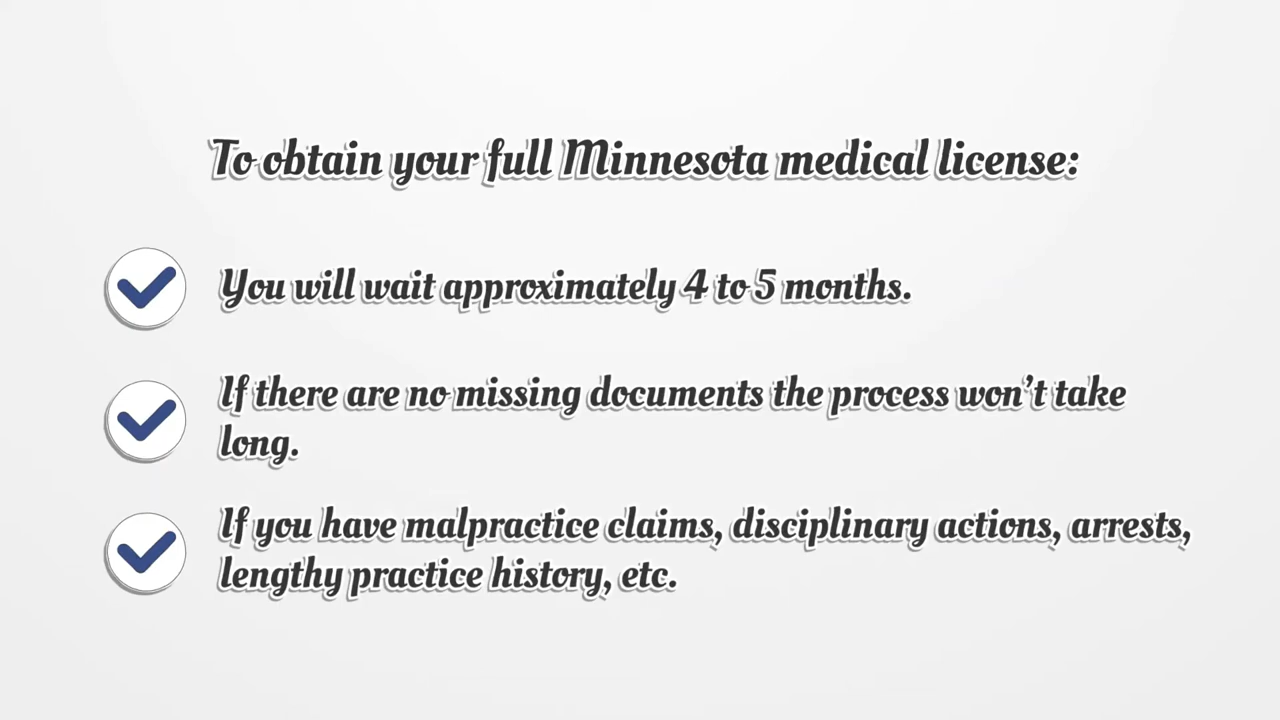 To obtain your full Minnesota medical license:
You will wait approximately 4 to 5 months.
If there are no missing documents the process won’t take
long.
If you have malpractice claims, disciplinary actions, arrests,
lengthy practice history, etc.